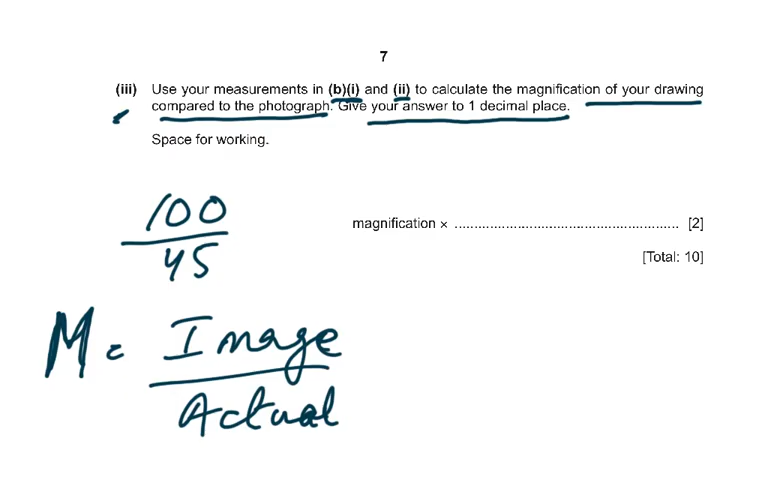 7
(iii) Use your measurements in (b)(i) and (ii) to calculate the magnification of your drawing
compared to the photograph. Give your answer to 1 decimal place.
Space for working.
100
45
magnification × ........................................................ [2]
[Total: 10]
M = Image
Actual